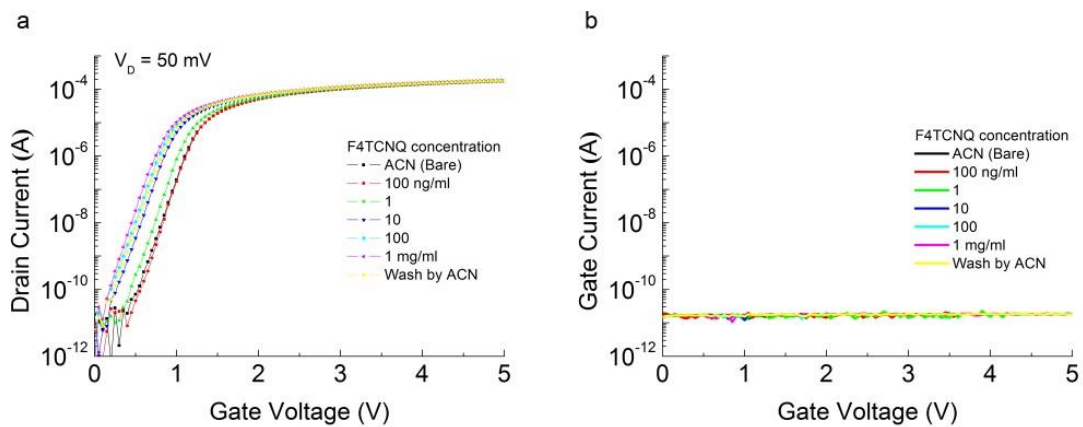 a
V_D = 50 mV
Drain Current (A)
10⁻⁴
10⁻⁶
10⁻⁸
10⁻¹⁰
10⁻¹²
F4TCNQ concentration
ACN (Bare)
100 ng/ml
1
10
100
1 mg/ml
Wash by ACN
0 1 2 3 4 5
Gate Voltage (V)
b
Gate Current (A)
10⁻⁴
10⁻⁶
10⁻⁸
10⁻¹⁰
10⁻¹²
F4TCNQ concentration
ACN (Bare)
100 ng/ml
1
10
100
1 mg/ml
Wash by ACN
0 1 2 3 4 5
Gate Voltage (V)